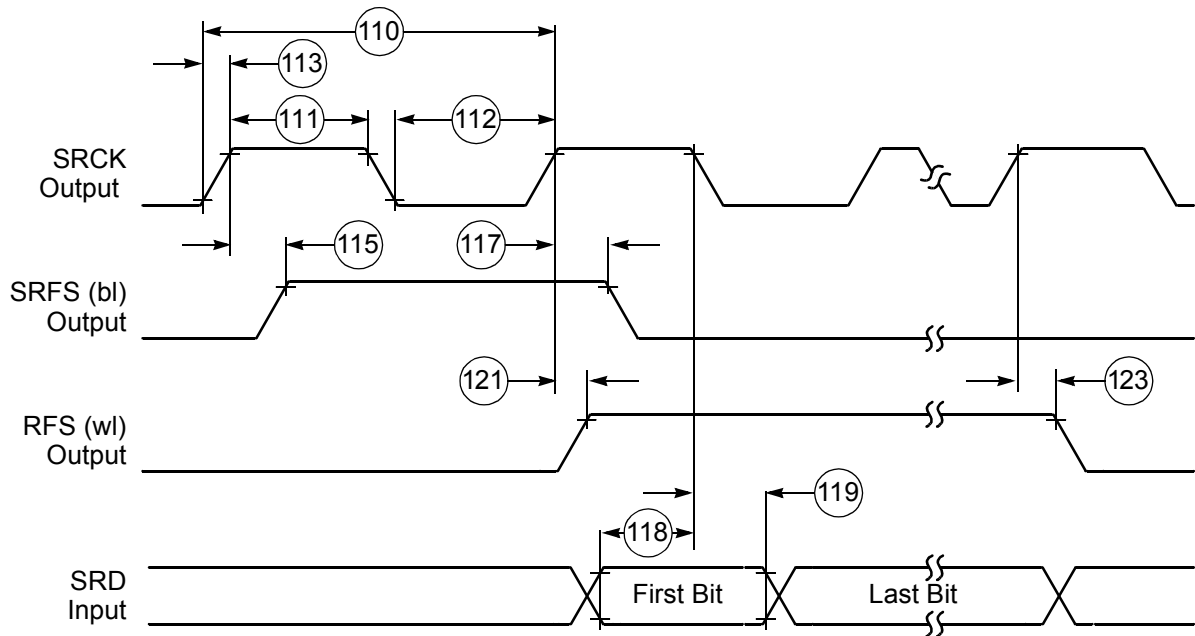 110
113
111
112
SRCK
Output
115
117
SRFS (bl)
Output
121
123
RFS (wl)
Output
119
118
SRD
Input
First Bit
Last Bit